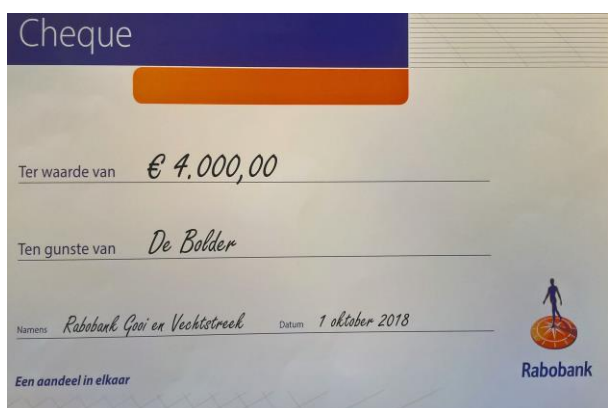 Cheque
Ter waarde van € 4.000,00
Ten gunste van De Bolder
Namens Rabobank Gooi en Vechtstreek Datum 1 oktober 2018
Een aandeel in elkaar
Rabobank